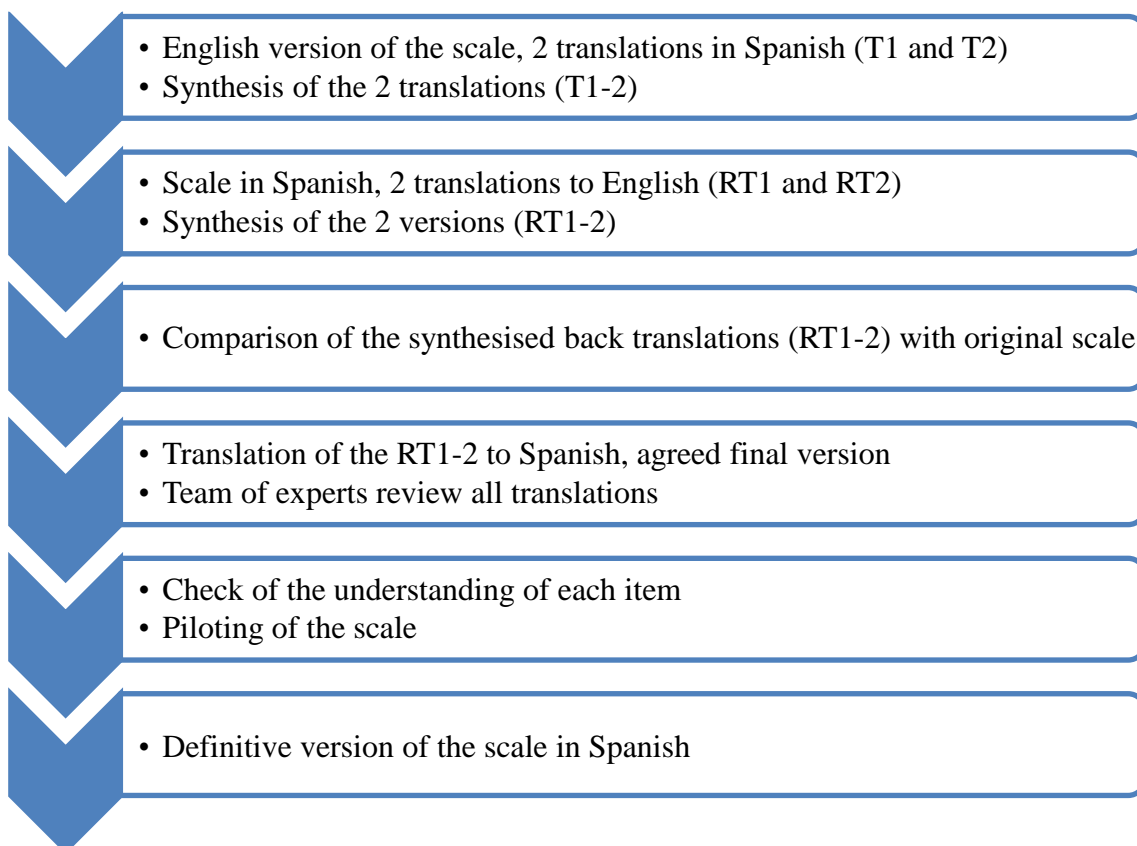 • English version of the scale, 2 translations in Spanish (T1 and T2)
• Synthesis of the 2 translations (T1-2)
• Scale in Spanish, 2 translations to English (RT1 and RT2)
• Synthesis of the 2 versions (RT1-2)
• Comparison of the synthesised back translations (RT1-2) with original scale
• Translation of the RT1-2 to Spanish, agreed final version
• Team of experts review all translations
• Check of the understanding of each item
• Piloting of the scale
• Definitive version of the scale in Spanish